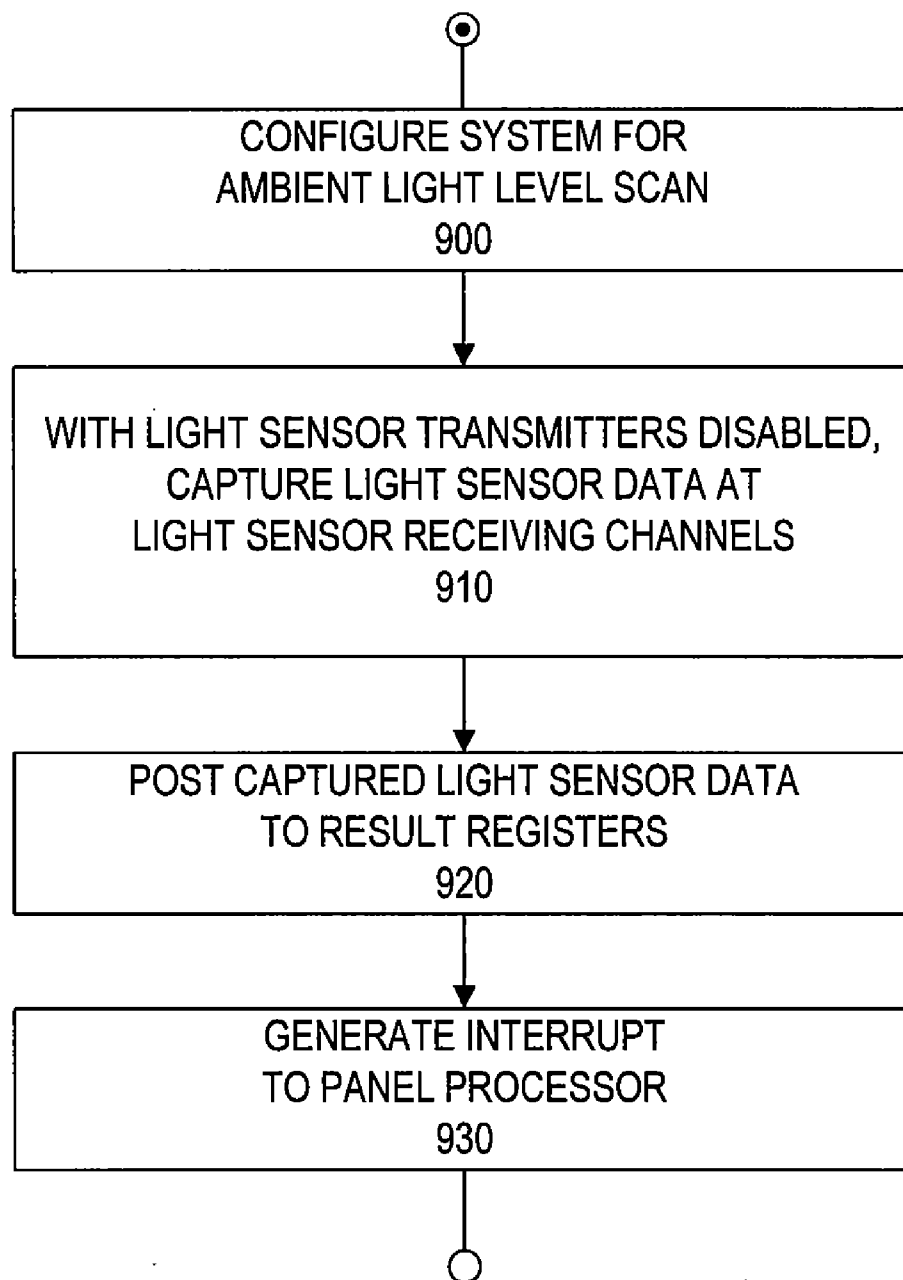 CONFIGURE SYSTEM FOR
AMBIENT LIGHT LEVEL SCAN
900
WITH LIGHT SENSOR TRANSMITTERS DISABLED,
CAPTURE LIGHT SENSOR DATA AT
LIGHT SENSOR RECEIVING CHANNELS
910
POST CAPTURED LIGHT SENSOR DATA
TO RESULT REGISTERS
920
GENERATE INTERRUPT
TO PANEL PROCESSOR
930